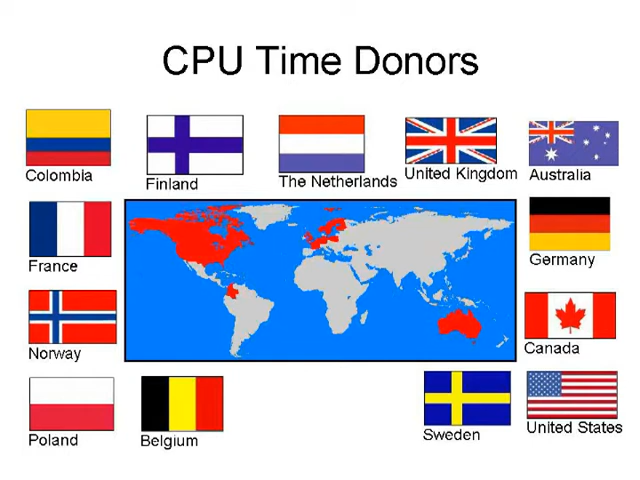 CPU Time Donors
Colombia
Finland
The Netherlands
United Kingdom
Australia
France
Germany
Norway
Canada
Poland
Belgium
Sweden
United States